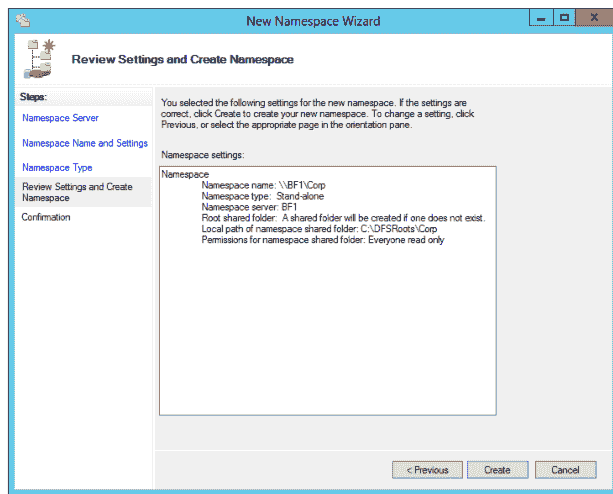 New Namespace Wizard
Review Settings and Create Namespace
Steps:
Namespace Server
Namespace Name and Settings
Namespace Type
Review Settings and Create
Namespace
Confirmation
You selected the following settings for the new namespace. If the settings are
correct, click Create to create your new namespace. To change a setting, click
Previous, or select the appropriate page in the orientation pane.
Namespace settings:
Namespace
Namespace name: \\BF1\Corp
Namespace type: Stand-alone
Namespace server: BF1
Root shared folder: A shared folder will be created if one does not exist.
Local path of namespace shared folder: C:\DFSRoots\Corp
Permissions for namespace shared folder: Everyone read only
< Previous
Create
Cancel